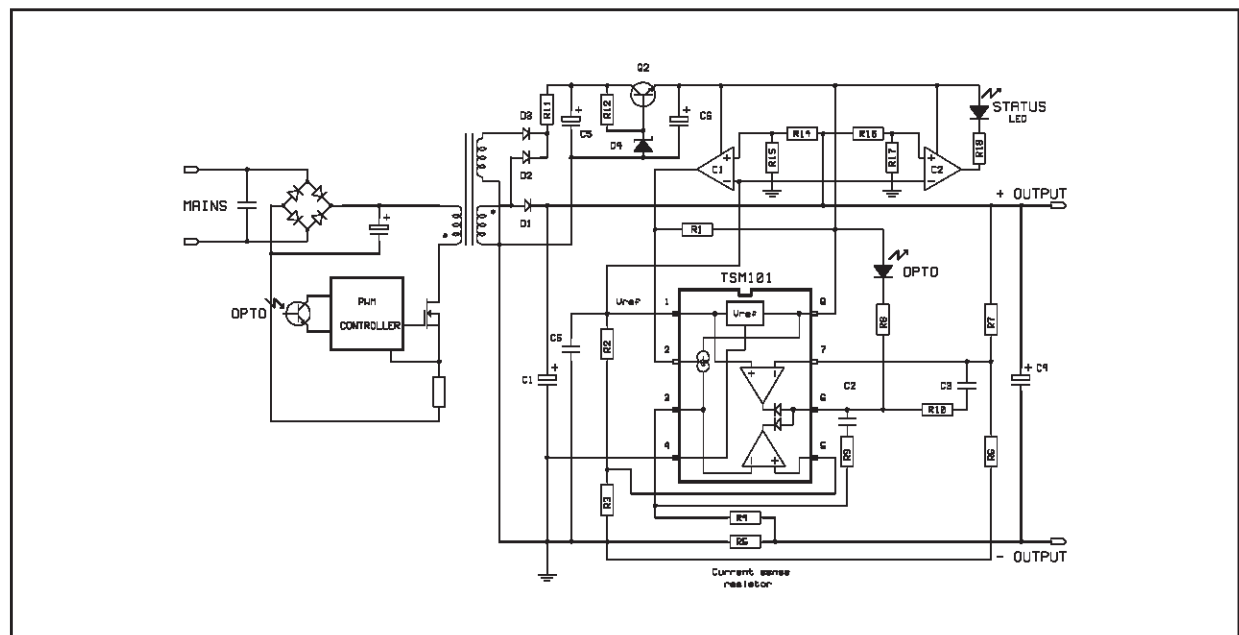 Q2
STATUS
LED
R11
R12
C5
C6
D3
D4
R14
R16
R15
R17
R18
C1
C2
D2
+ OUTPUT
MAINS
D1
R1
OPTO
TSM101
OPTO
PWM
CONTROLLER
Vref
1
Vref
8
R8
R7
C5
R2
2
7
C1
C2
C3
C4
3
6
R10
4
5
R9
R6
R3
R4
R5
- OUTPUT
Current sense
resistor